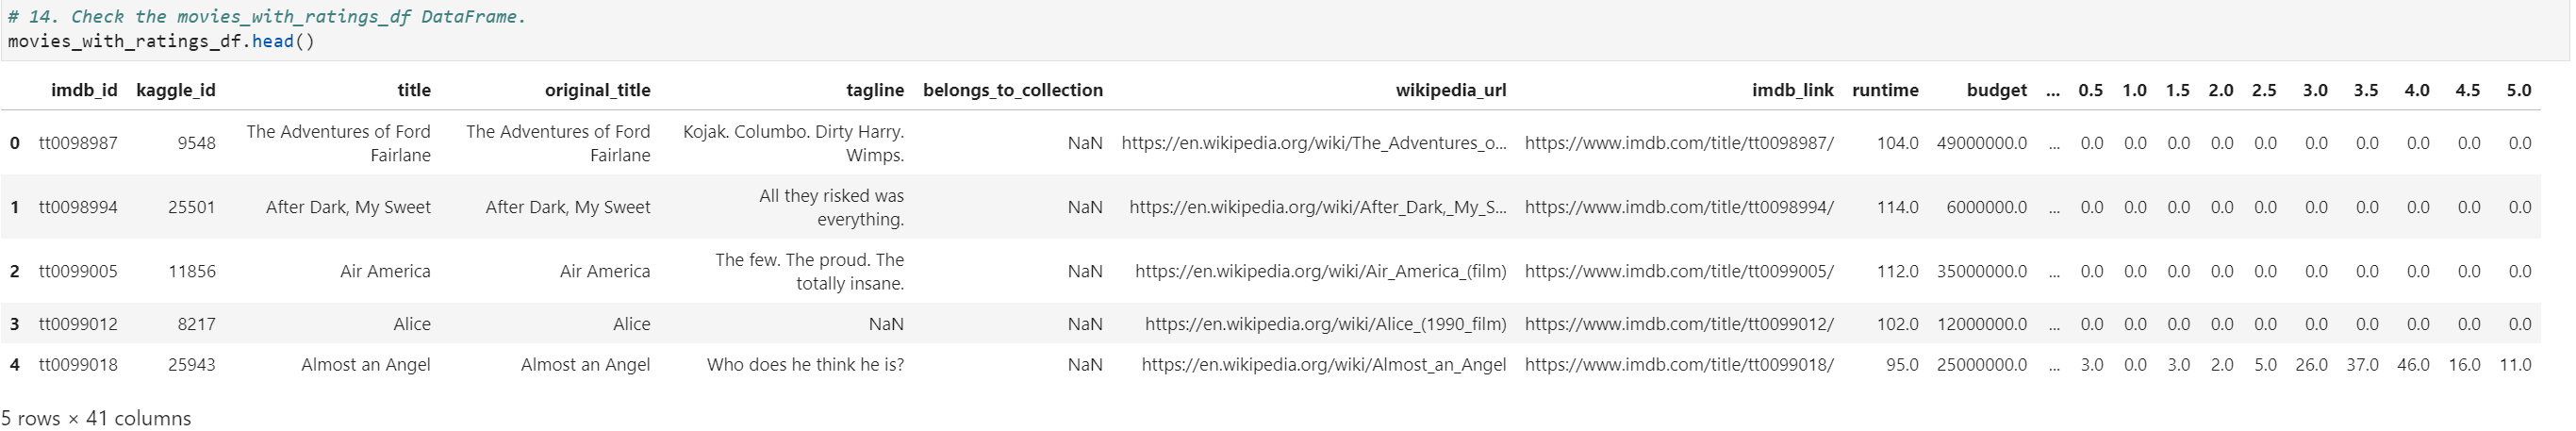 # 14. Check the movies_with_ratings_df DataFrame.
movies_with_ratings_df.head()
imdb_id kaggle_id title original_title tagline belongs_to_collection wikipedia_url imdb_link runtime budget ... 0.5 1.0 1.5 2.0 2.5 3.0 3.5 4.0 4.5 5.0
0 tt0098987 9548 The Adventures of Ford Fairlane The Adventures of Ford Fairlane Kojak. Columbo. Dirty Harry. Wimps. NaN https://en.wikipedia.org/wiki/The_Adventures_o... https://www.imdb.com/title/tt0098987/ 104.0 49000000.0 ... 0.0 0.0 0.0 0.0 0.0 0.0 0.0 0.0 0.0 0.0
1 tt0098994 25501 After Dark, My Sweet After Dark, My Sweet All they risked was everything. NaN https://en.wikipedia.org/wiki/After_Dark,_My_S... https://www.imdb.com/title/tt0098994/ 114.0 6000000.0 ... 0.0 0.0 0.0 0.0 0.0 0.0 0.0 0.0 0.0 0.0
2 tt0099005 11856 Air America Air America The few. The proud. The totally insane. NaN https://en.wikipedia.org/wiki/Air_America_(film) https://www.imdb.com/title/tt0099005/ 112.0 35000000.0 ... 0.0 0.0 0.0 0.0 0.0 0.0 0.0 0.0 0.0 0.0
3 tt0099012 8217 Alice Alice NaN NaN https://en.wikipedia.org/wiki/Alice_(1990_film) https://www.imdb.com/title/tt0099012/ 102.0 12000000.0 ... 0.0 0.0 0.0 0.0 0.0 0.0 0.0 0.0 0.0 0.0
4 tt0099018 25943 Almost an Angel Almost an Angel Who does he think he is? NaN https://en.wikipedia.org/wiki/Almost_an_Angel https://www.imdb.com/title/tt0099018/ 95.0 25000000.0 ... 3.0 0.0 3.0 2.0 5.0 26.0 37.0 46.0 16.0 11.0
5 rows × 41 columns